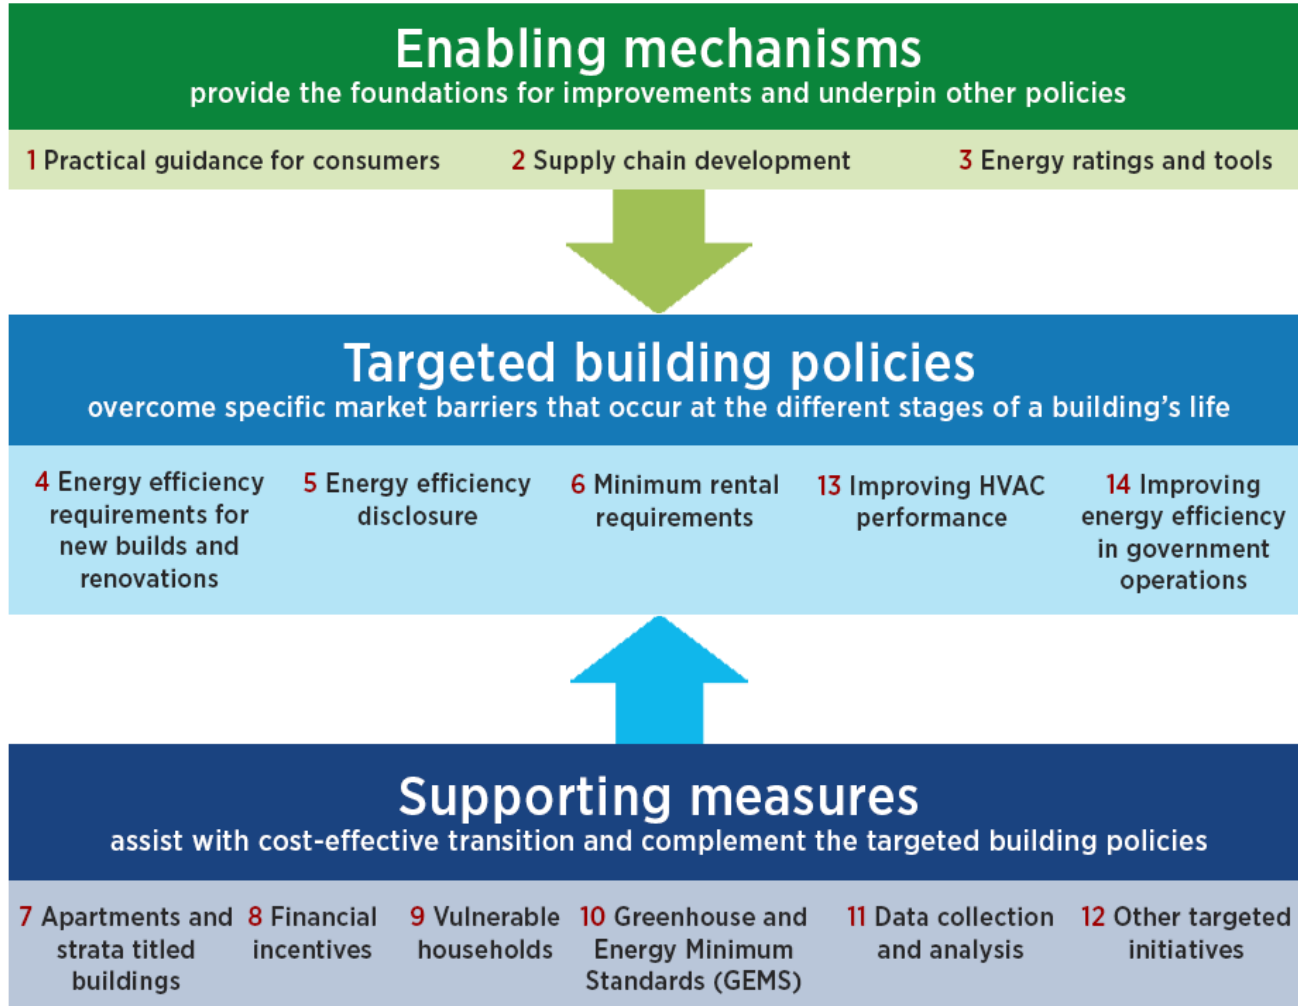 Enabling mechanisms
provide the foundations for improvements and underpin other policies
1 Practical guidance for consumers
2 Supply chain development
3 Energy ratings and tools
Targeted building policies
overcome specific market barriers that occur at the different stages of a building’s life
4 Energy efficiency
requirements for
new builds and
renovations
5 Energy efficiency
disclosure
6 Minimum rental
requirements
13 Improving HVAC
performance
14 Improving
energy efficiency
in government
operations
Supporting measures
assist with cost-effective transition and complement the targeted building policies
7 Apartments and
strata titled
buildings
8 Financial
incentives
9 Vulnerable
households
10 Greenhouse and
Energy Minimum
Standards (GEMS)
11 Data collection
and analysis
12 Other targeted
initiatives